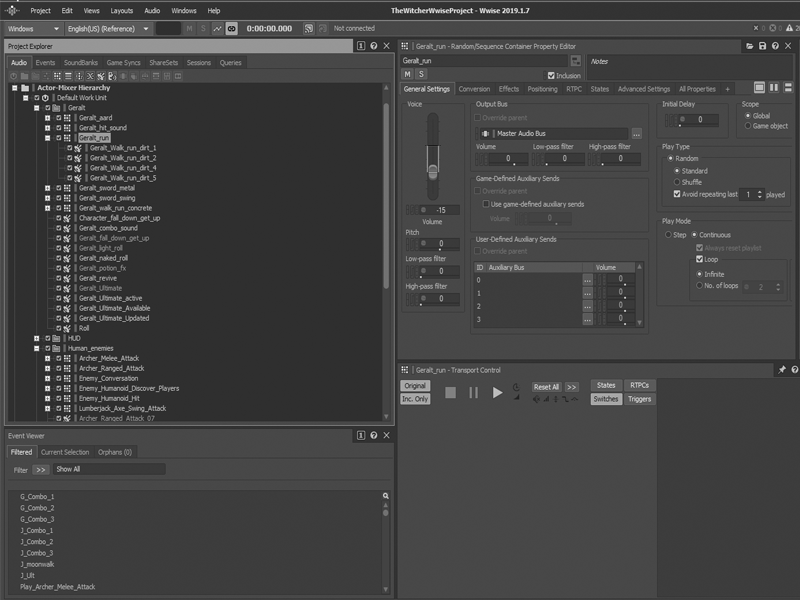 Project Edit Views Layouts Audio Windows Help TheWitcherWwiseProject - Wwise 2019.1.7
Windows English(US) (Reference) M S 0:00:00.000 Not connected
Project Explorer
Audio Events SoundBanks Game Syncs ShareSets Sessions Queries
Actor-Mixer Hierarchy
Default Work Unit
Geralt
Geralt_aard
Geralt_hit_sound
Geralt_run
Geralt_Walk_run_dirt_1
Geralt_Walk_run_dirt_2
Geralt_Walk_run_dirt_4
Geralt_Walk_run_dirt_5
Geralt_sword_metal
Geralt_sword_swing
Geralt_walk_run_concrete
Character_fall_down_get_up
Geralt_combo_sound
Geralt_fall_down_get_up
Geralt_light_roll
Geralt_naked_roll
Geralt_potion_fx
Geralt_revive
Geralt_Ultimate
Geralt_Ultimate_active
Geralt_Ultimate_Available
Geralt_Ultimate_Updated
Roll
HUD
Human_enemies
Archer_Melee_Attack
Archer_Ranged_Attack
Enemy_Conversation
Enemy_Humanoid_Discover_Players
Enemy_Humanoid_Hit
Lumberjack_Axe_Swing_Attack
Archer_Ranged_Attack_07
Event Viewer
Filtered Current Selection Orphans (0)
Filter >> Show All
G_Combo_1
G_Combo_2
G_Combo_3
J_Combo_1
J_Combo_2
J_Combo_3
J_moonwalk
J_Ult
Play_Archer_Melee_Attack
Geralt_run - Random/Sequence Container Property Editor
Geralt_run Notes
M S Inclusion
General Settings Conversion Effects Positioning RTPC States Advanced Settings All Properties +
Voice
-15
Volume
Pitch
0
Low-pass filter
0
High-pass filter
0
Output Bus
Override parent
Master Audio Bus ...
Volume Low-pass filter High-pass filter
0 0 0
Game-Defined Auxiliary Sends
Override parent
Use game-defined auxiliary sends
Volume 0
User-Defined Auxiliary Sends
Override parent
ID Auxiliary Bus Volume
0 ... 0
1 ... 0
2 ... 0
3 ... 0
Initial Delay
0
Scope
Global
Game object
Play Type
Random
Standard
Shuffle
Avoid repeating last 1 played
Play Mode
Step Continuous
Always reset playlist
Loop
Infinite
No. of loops 2
Geralt_run - Transport Control
Original Reset All >> States RTPCs
Inc. Only Switches Triggers